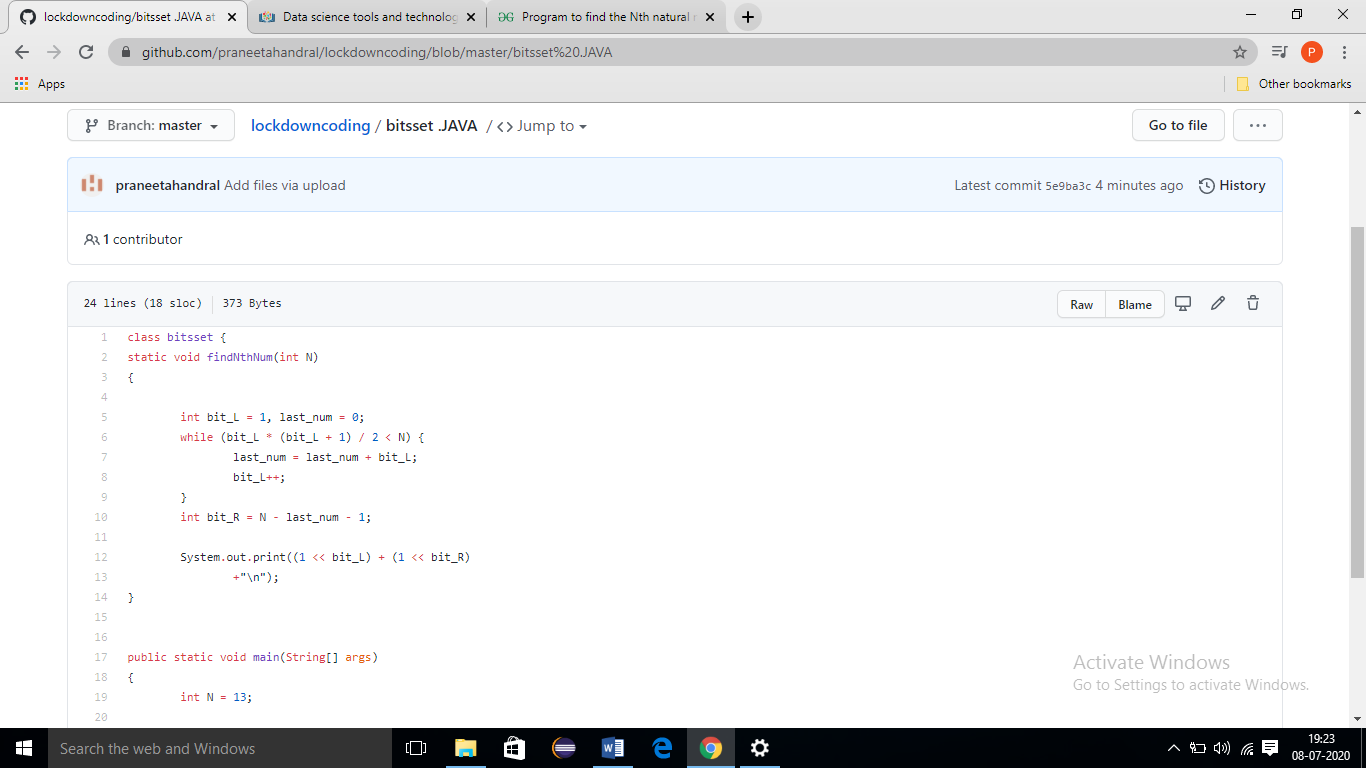 lockdowncoding/bitsset .JAVA at
Data science tools and technolog
Program to find the Nth natural
github.com/praneetahandral/lockdowncoding/blob/master/bitsset%20.JAVA
P
Apps
Other bookmarks
Branch: master
lockdowncoding / bitsset .JAVA / <> Jump to
Go to file
...
praneetahandral Add files via upload
Latest commit 5e9ba3c 4 minutes ago
History
1 contributor
24 lines (18 sloc) 373 Bytes
Raw
Blame
1 class bitsset {
2 static void findNthNum(int N)
3 {
4
5 int bit_L = 1, last_num = 0;
6 while (bit_L * (bit_L + 1) / 2 < N) {
7 last_num = last_num + bit_L;
8 bit_L++;
9 }
10 int bit_R = N - last_num - 1;
11
12 System.out.print((1 << bit_L) + (1 << bit_R)
13 +"\n");
14 }
15
16
17 public static void main(String[] args)
18 {
19 int N = 13;
20
Activate Windows
Go to Settings to activate Windows.
Search the web and Windows
19:23
08-07-2020